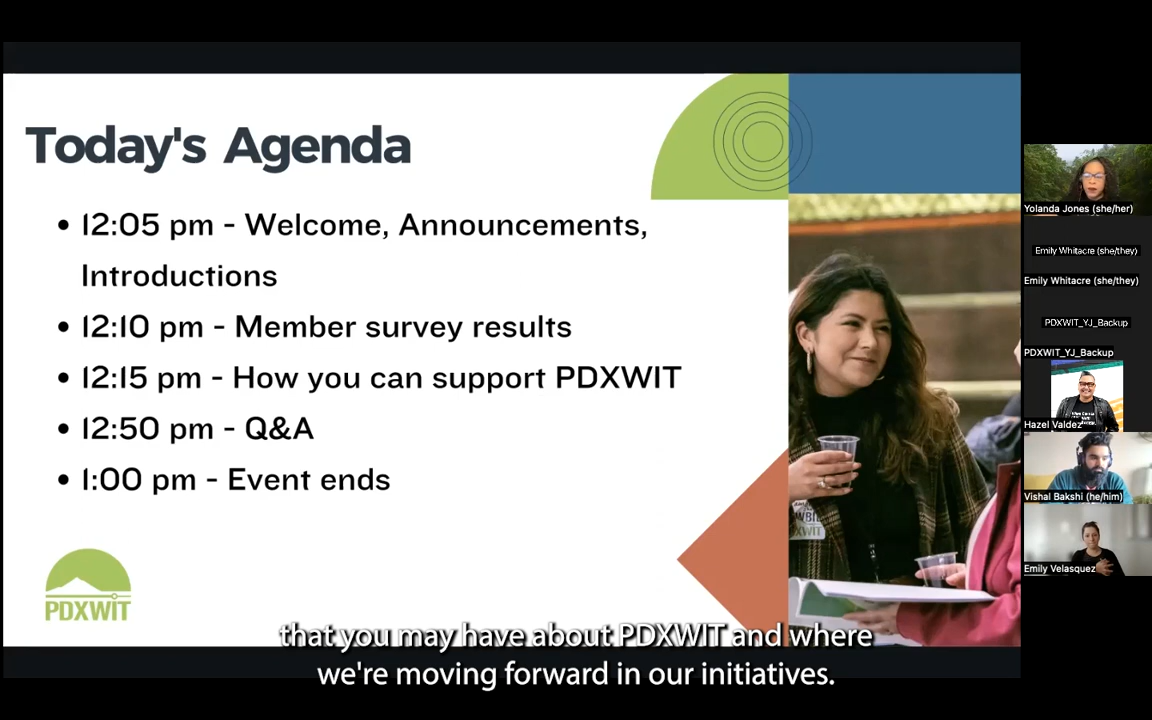 Today's Agenda
• 12:05 pm - Welcome, Announcements,
Introductions
• 12:10 pm - Member survey results
• 12:15 pm - How you can support PDXWIT
• 12:50 pm - Q&A
• 1:00 pm - Event ends
PDXWIT
that you may have about PDXWIT and where
we're moving forward in our initiatives.
Yolanda Jones (she/her)
Emily Whitacre (she/they)
Emily Whitacre (she/they)
PDXWIT_YJ_Backup
PDXWIT_YJ_Backup
Hazel Valdez
Vishal Bakshi (he/him)
Emily Velasquez